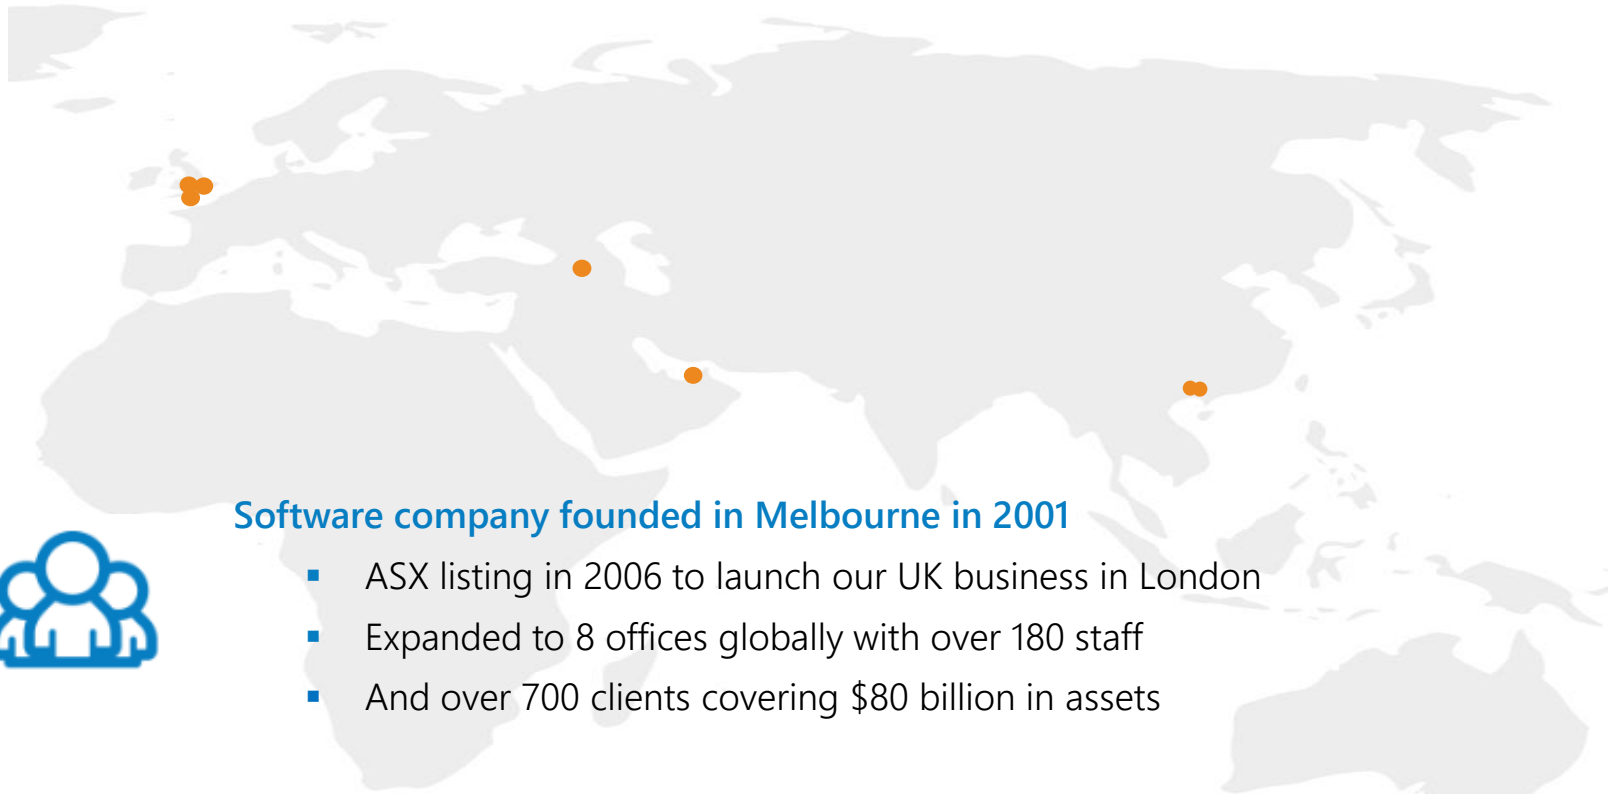 Software company founded in Melbourne in 2001
▪ ASX listing in 2006 to launch our UK business in London
▪ Expanded to 8 offices globally with over 180 staff
▪ And over 700 clients covering $80 billion in assets